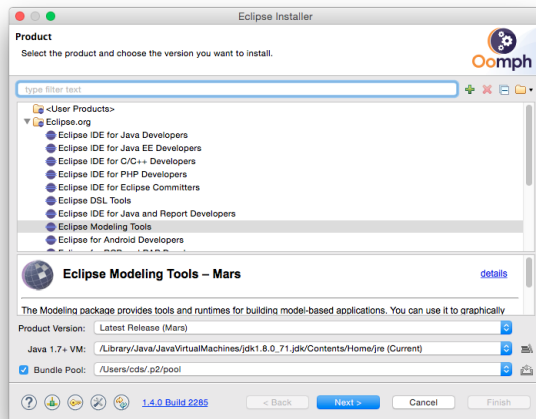 Eclipse Installer
Product
Select the product and choose the version you want to install.
Oomph
type filter text
<User Products>
Eclipse.org
Eclipse IDE for Java Developers
Eclipse IDE for Java EE Developers
Eclipse IDE for C/C++ Developers
Eclipse IDE for PHP Developers
Eclipse IDE for Eclipse Committers
Eclipse DSL Tools
Eclipse IDE for Java and Report Developers
Eclipse Modeling Tools
Eclipse for Android Developers
Eclipse Modeling Tools – Mars details
The Modeling package provides tools and runtimes for building model-based applications. You can use it to graphically
Product Version: Latest Release (Mars)
Java 1.7+ VM: /Library/Java/JavaVirtualMachines/jdk1.8.0_71.jdk/Contents/Home/jre (Current)
Bundle Pool: /Users/cds/.p2/pool
? 1.4.0 Build 2285 < Back Next > Cancel Finish